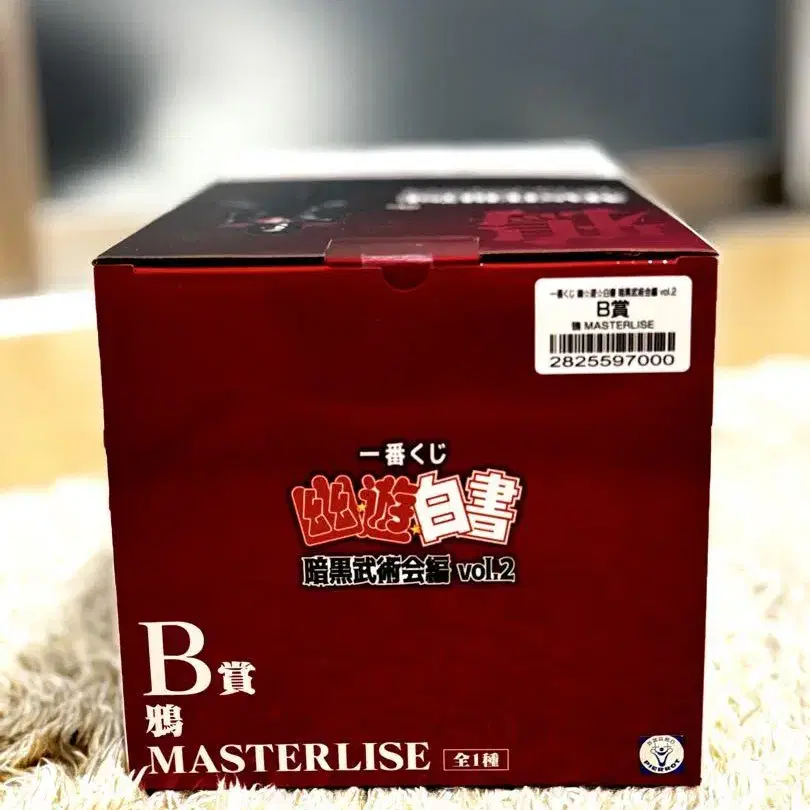 一番くじ 幽☆遊☆白書 暗黒武術会編 vol.2
B賞
鴉 MASTERLISE
2825597000
一番くじ
幽☆遊☆白書
暗黒武術会編 vol.2
B賞
鴉
MASTERLISE 全1種
PIERROT